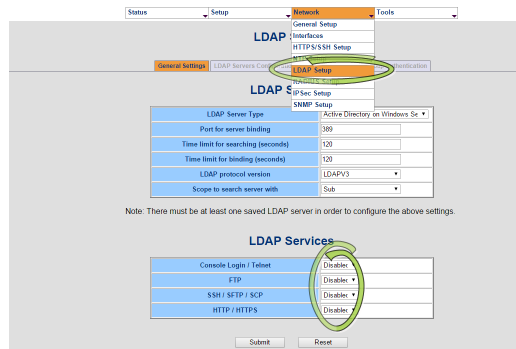 Status Setup Network Tools
General Setup
LDAP Interfaces
HTTPS/SSH Setup
General Settings LDAP Servers LDAP Setup
IPSec Setup
LDAP S
SNMP Setup
LDAP Server Type Active Directory on Windows Se
Port for server binding 389
Time limit for searching (seconds) 120
Time limit for binding (seconds) 120
LDAP protocol version LDAPV3
Scope to search server with Sub
Note: There must be at least one saved LDAP server in order to configure the above settings.
LDAP Services
Console Login / Telnet Disablec
FTP Disablec
SSH / SFTP / SCP Disablec
HTTP / HTTPS Disablec
Submit Reset